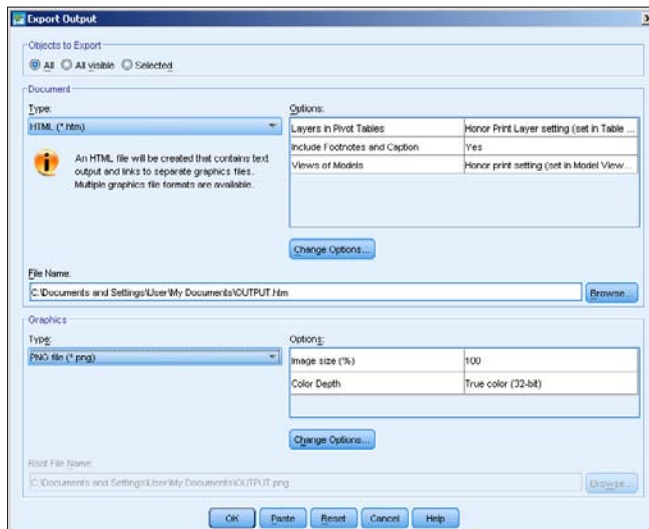 Export Output
Objects to Export
All All visible Selected
Document
Type:
HTML (*.htm)
An HTML file will be created that contains text
output and links to separate graphics files.
Multiple graphics file formats are available.
Options:
Layers in Pivot Tables Honor Print Layer setting (set in Table ...
Include Footnotes and Caption Yes
Views of Models Honor print setting (set in Model View...
Change Options...
File Name:
C:\Documents and Settings\User\My Documents\OUTPUT.htm
Browse...
Graphics
Type:
PNG file (*.png)
Options:
Image size (%) 100
Color Depth True color (32-bit)
Change Options...
Root File Name:
C:\Documents and Settings\User\My Documents\OUTPUT.png
Browse...
OK Paste Reset Cancel Help